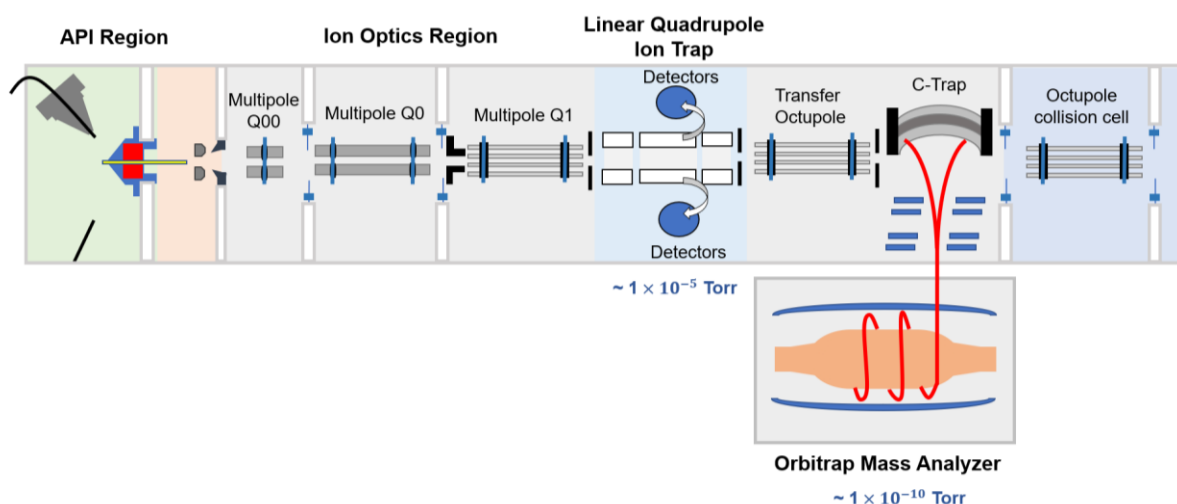 API Region
Ion Optics Region
Linear Quadrupole
Ion Trap
Multipole
Q00
Multipole Q0
Multipole Q1
Detectors
Detectors
Transfer
Octupole
C-Trap
Octupole
collision cell
~ 1 × 10⁻⁵ Torr
Orbitrap Mass Analyzer
~ 1 × 10⁻¹⁰ Torr